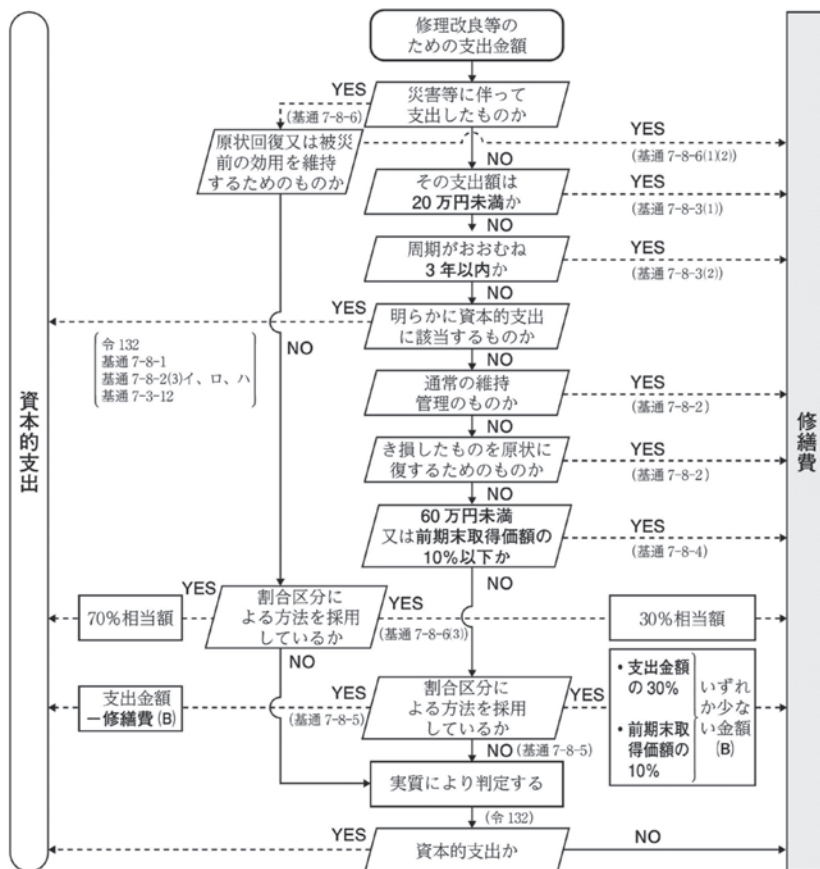 修理改良等の
ための支出金額
YES
災害等に伴って
支出したものか
(基通 7-8-6)
原状回復又は被災
前の効用を維持
するためのものか
YES
(基通 7-8-6(1)(2))
NO
その支出額は
20 万円未満か
YES
(基通 7-8-3(1))
NO
周期がおおむね
3 年以内か
YES
(基通 7-8-3(2))
NO
YES
明らかに資本的支出
に該当するものか
令 132
基通 7-8-1
基通 7-8-2(3)イ、ロ、ハ
基通 7-3-12
NO
NO
通常の維持
管理のものか
YES
(基通 7-8-2)
NO
き損したものを原状に
復するためのものか
YES
(基通 7-8-2)
NO
60 万円未満
又は前期末取得価額の
10%以下か
YES
(基通 7-8-4)
NO
資本的支出
修繕費
70%相当額
YES
割合区分に
よる方法を採用
しているか
YES
(基通 7-8-6(3))
30%相当額
NO
支出金額
−修繕費 (B)
YES
(基通 7-8-5)
割合区分に
よる方法を採用
しているか
YES
• 支出金額
の 30%
• 前期末取
得価額の
10%
いずれ
か少な
い金額
(B)
NO (基通 7-8-5)
実質により判定する
(令 132)
YES
資本的支出か
NO